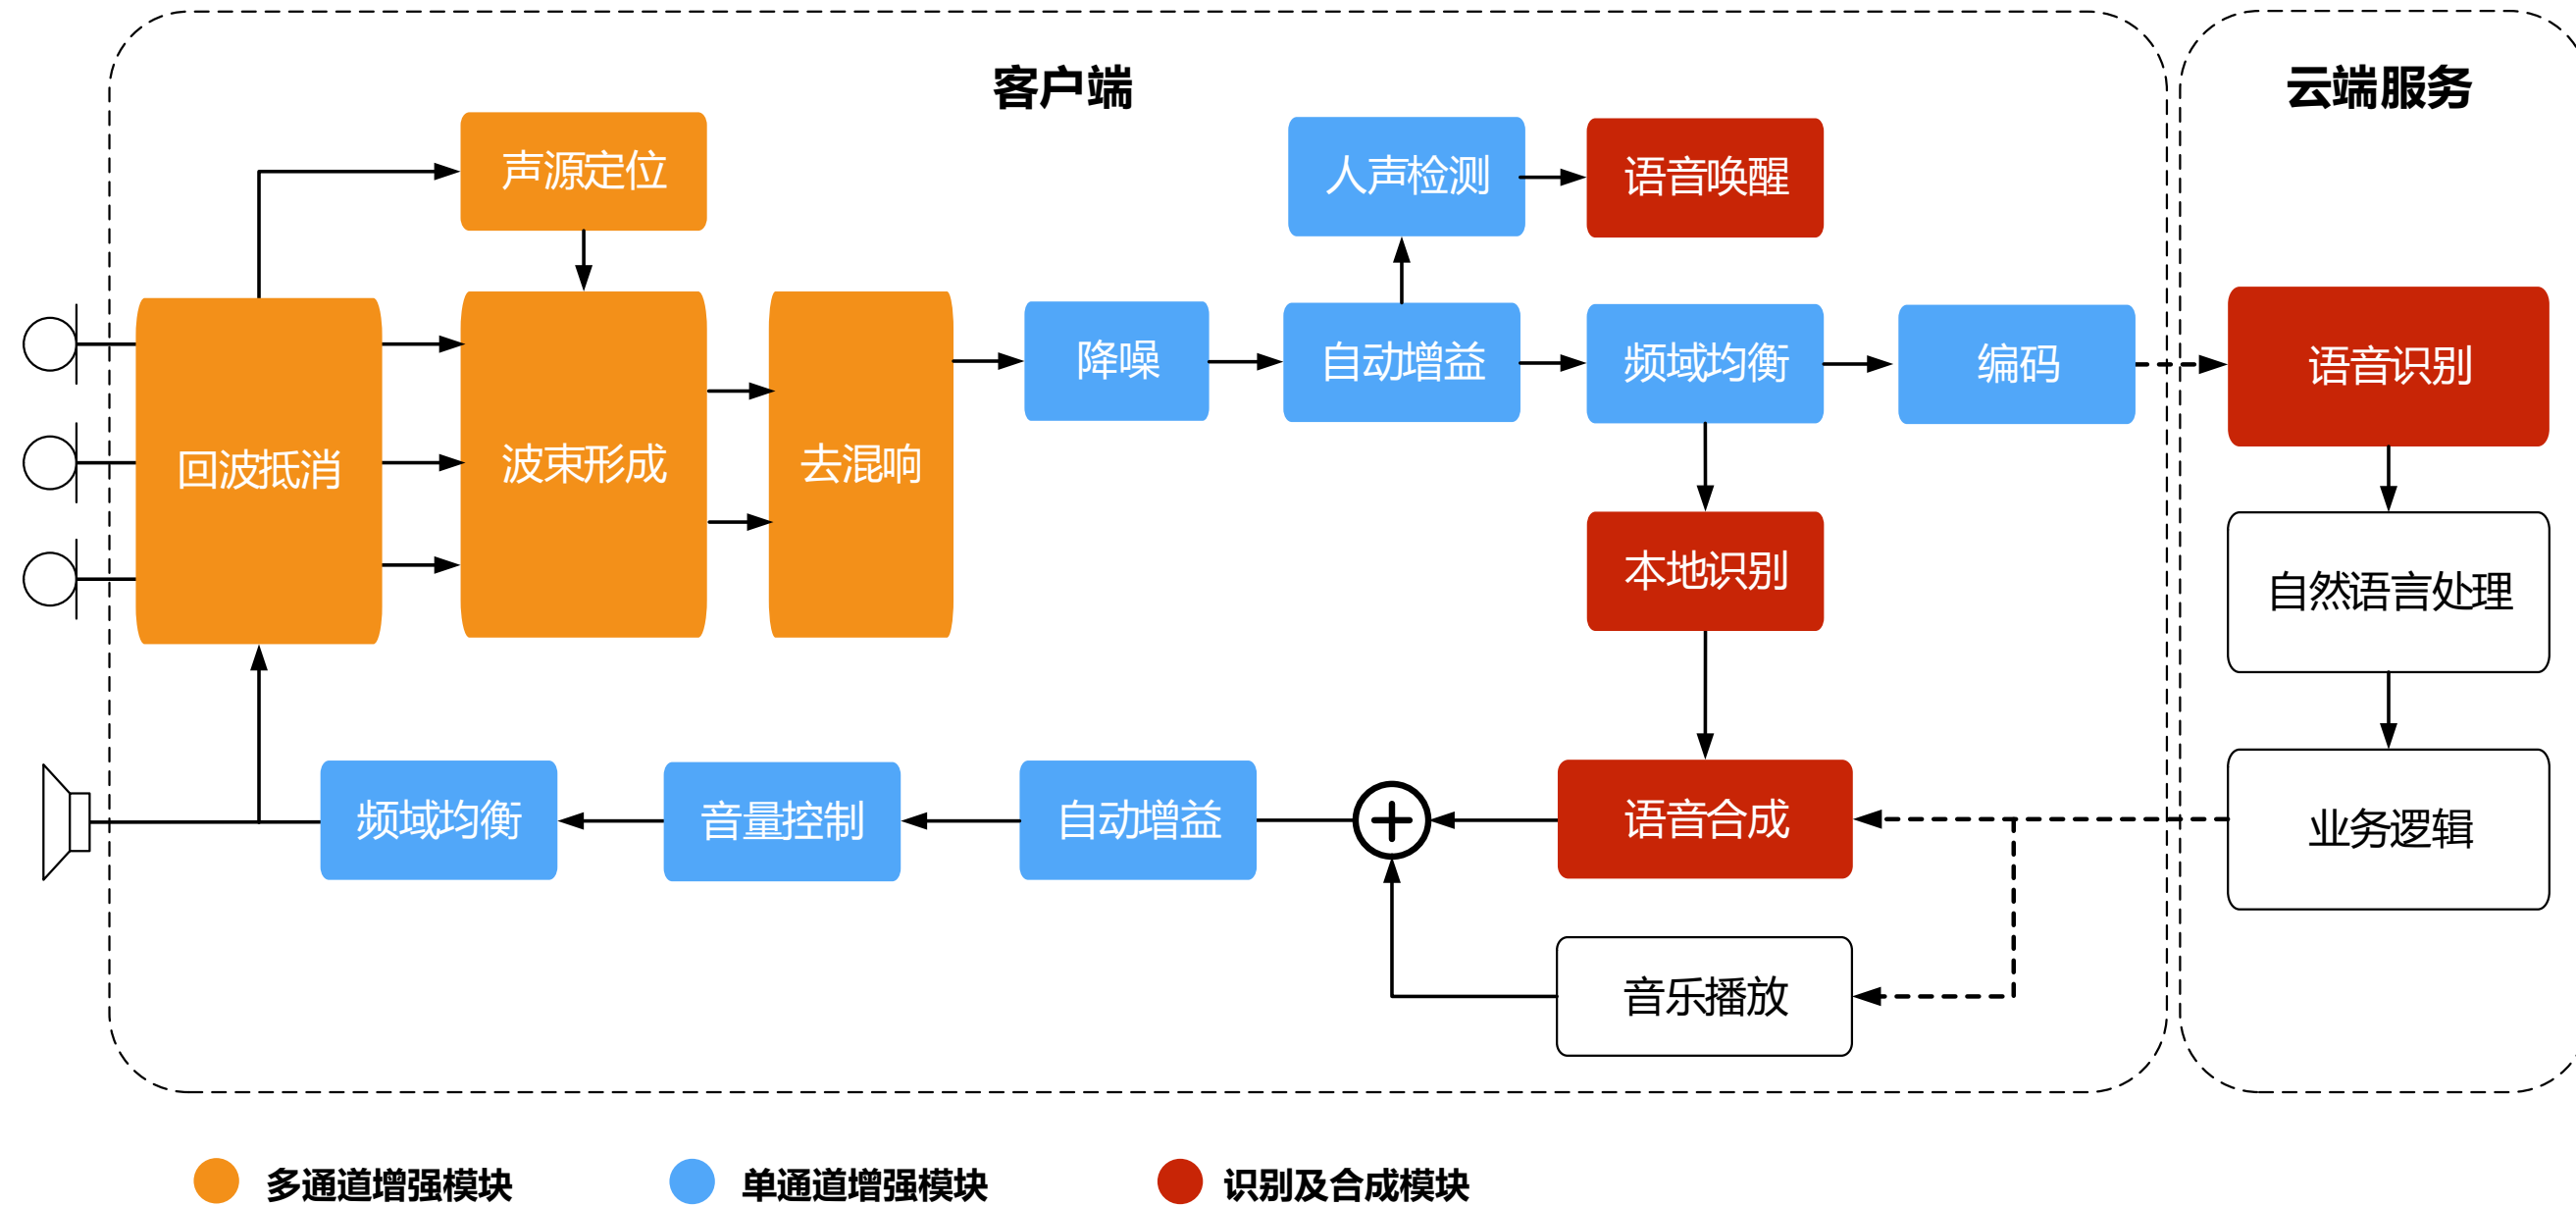 客户端
云端服务
声源定位
人声检测
语音唤醒
回波抵消
波束形成
去混响
降噪
自动增益
频域均衡
编码
语音识别
本地识别
自然语言处理
频域均衡
音量控制
自动增益
语音合成
业务逻辑
音乐播放
多通道增强模块
单通道增强模块
识别及合成模块